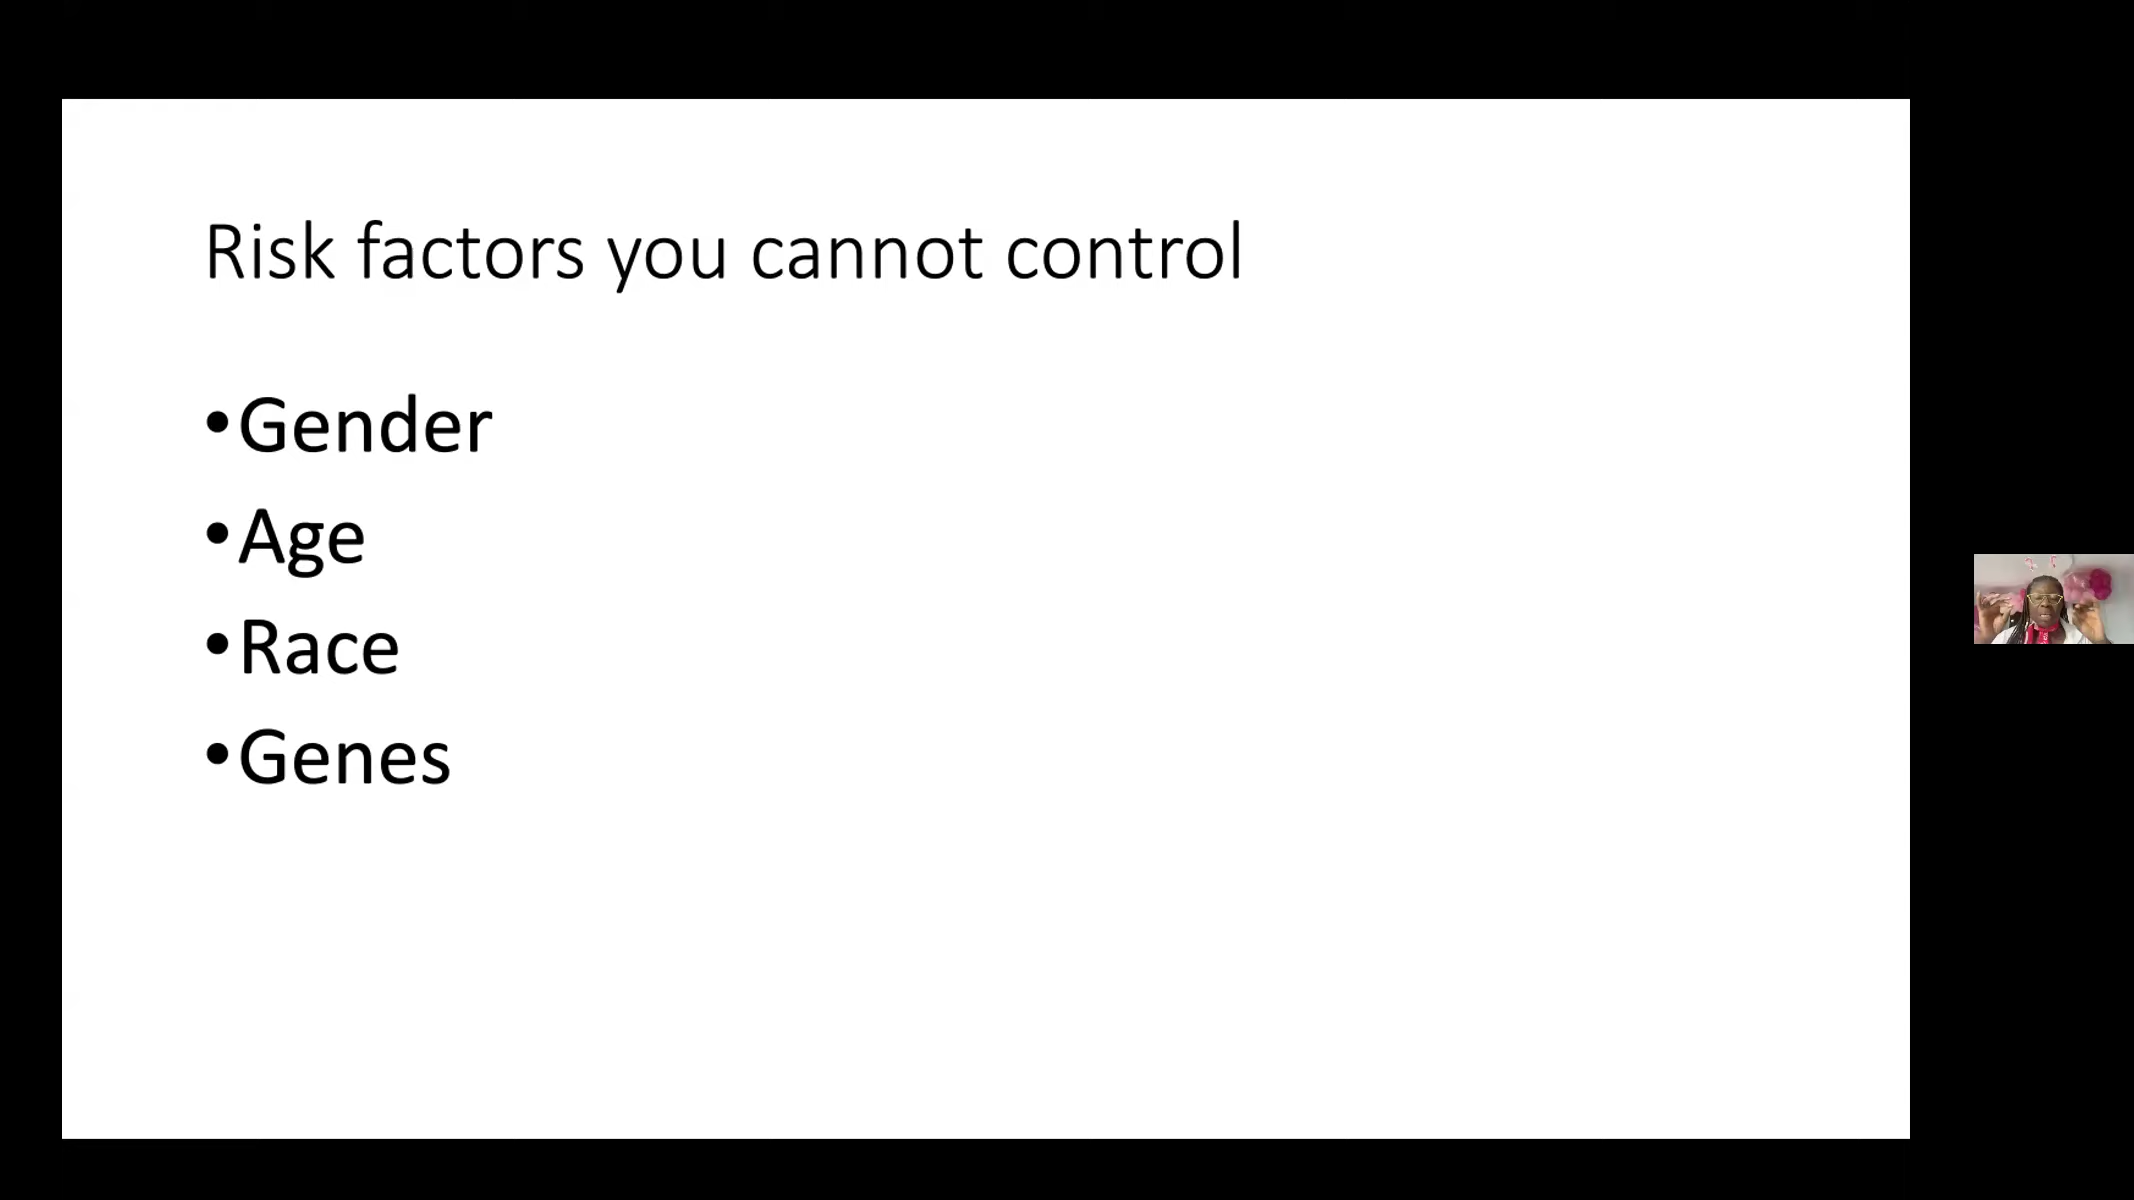 Risk factors you cannot control
•Gender
•Age
•Race
•Genes